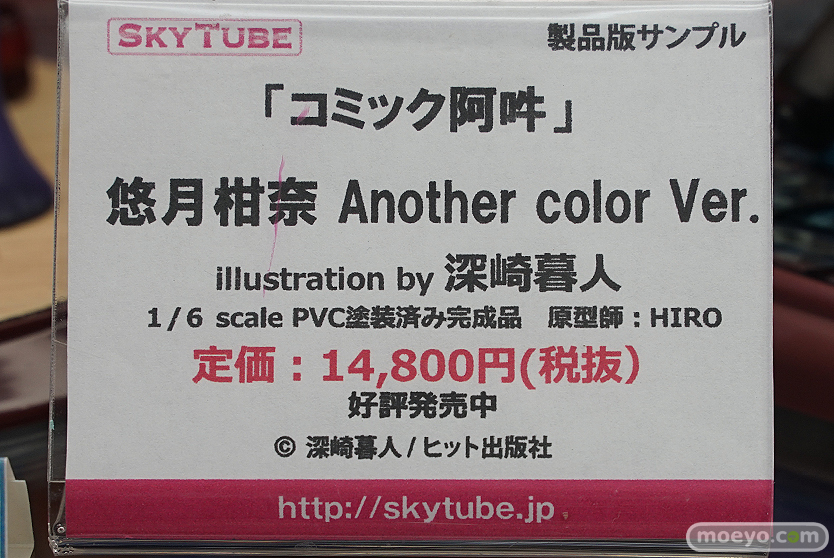 SKYTUBE
製品版サンプル
「コミック阿吽」
悠月柑奈 Another color Ver.
illustration by 深崎暮人
1/6 scale PVC塗装済み完成品　原型師：HIRO
定価：14,800円(税抜)
好評発売中
© 深崎暮人/ヒット出版社
http://skytube.jp
moeyo.com